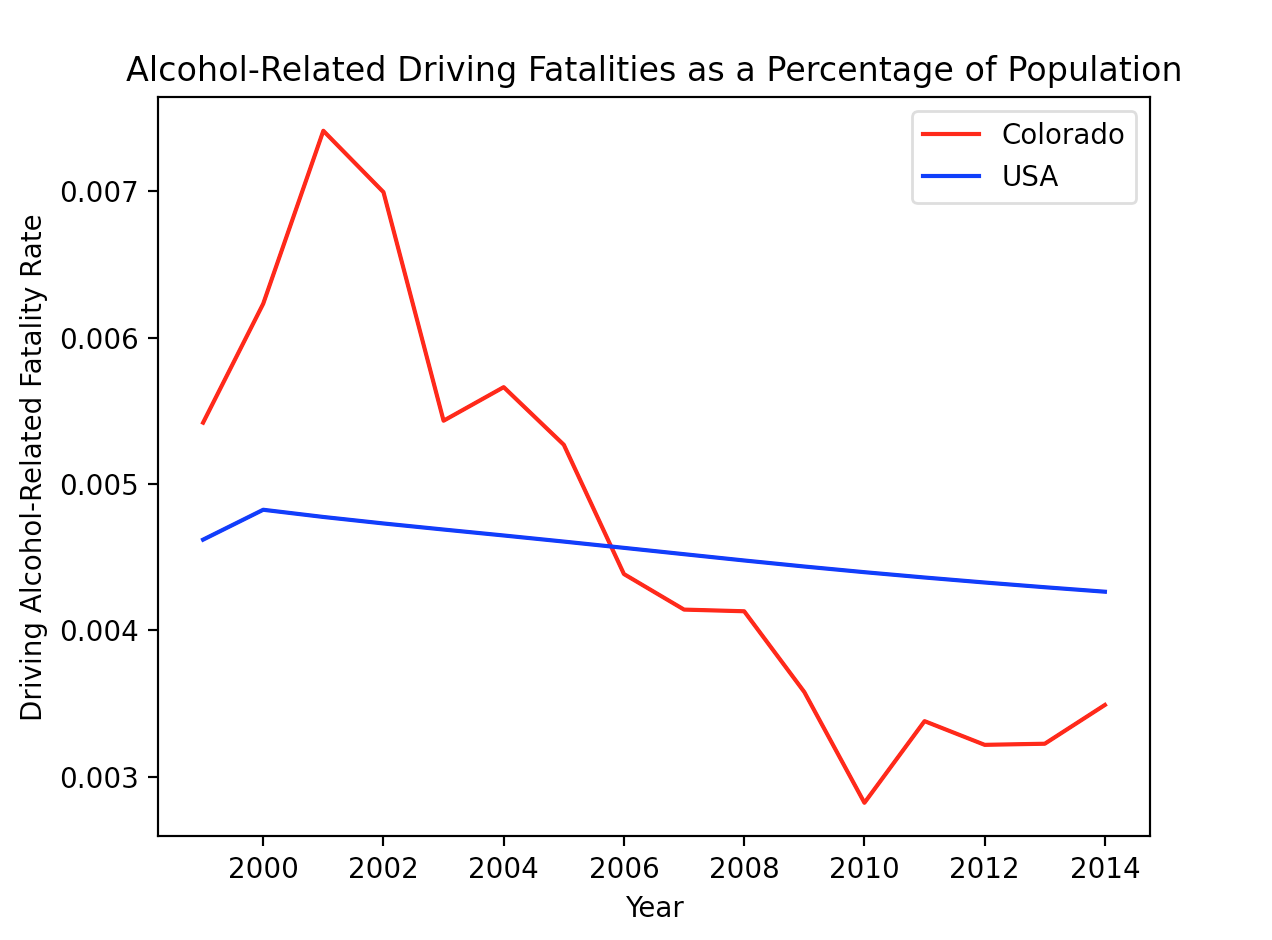 Alcohol-Related Driving Fatalities as a Percentage of Population
Colorado
USA
Driving Alcohol-Related Fatality Rate
0.007
0.006
0.005
0.004
0.003
2000 2002 2004 2006 2008 2010 2012 2014
Year